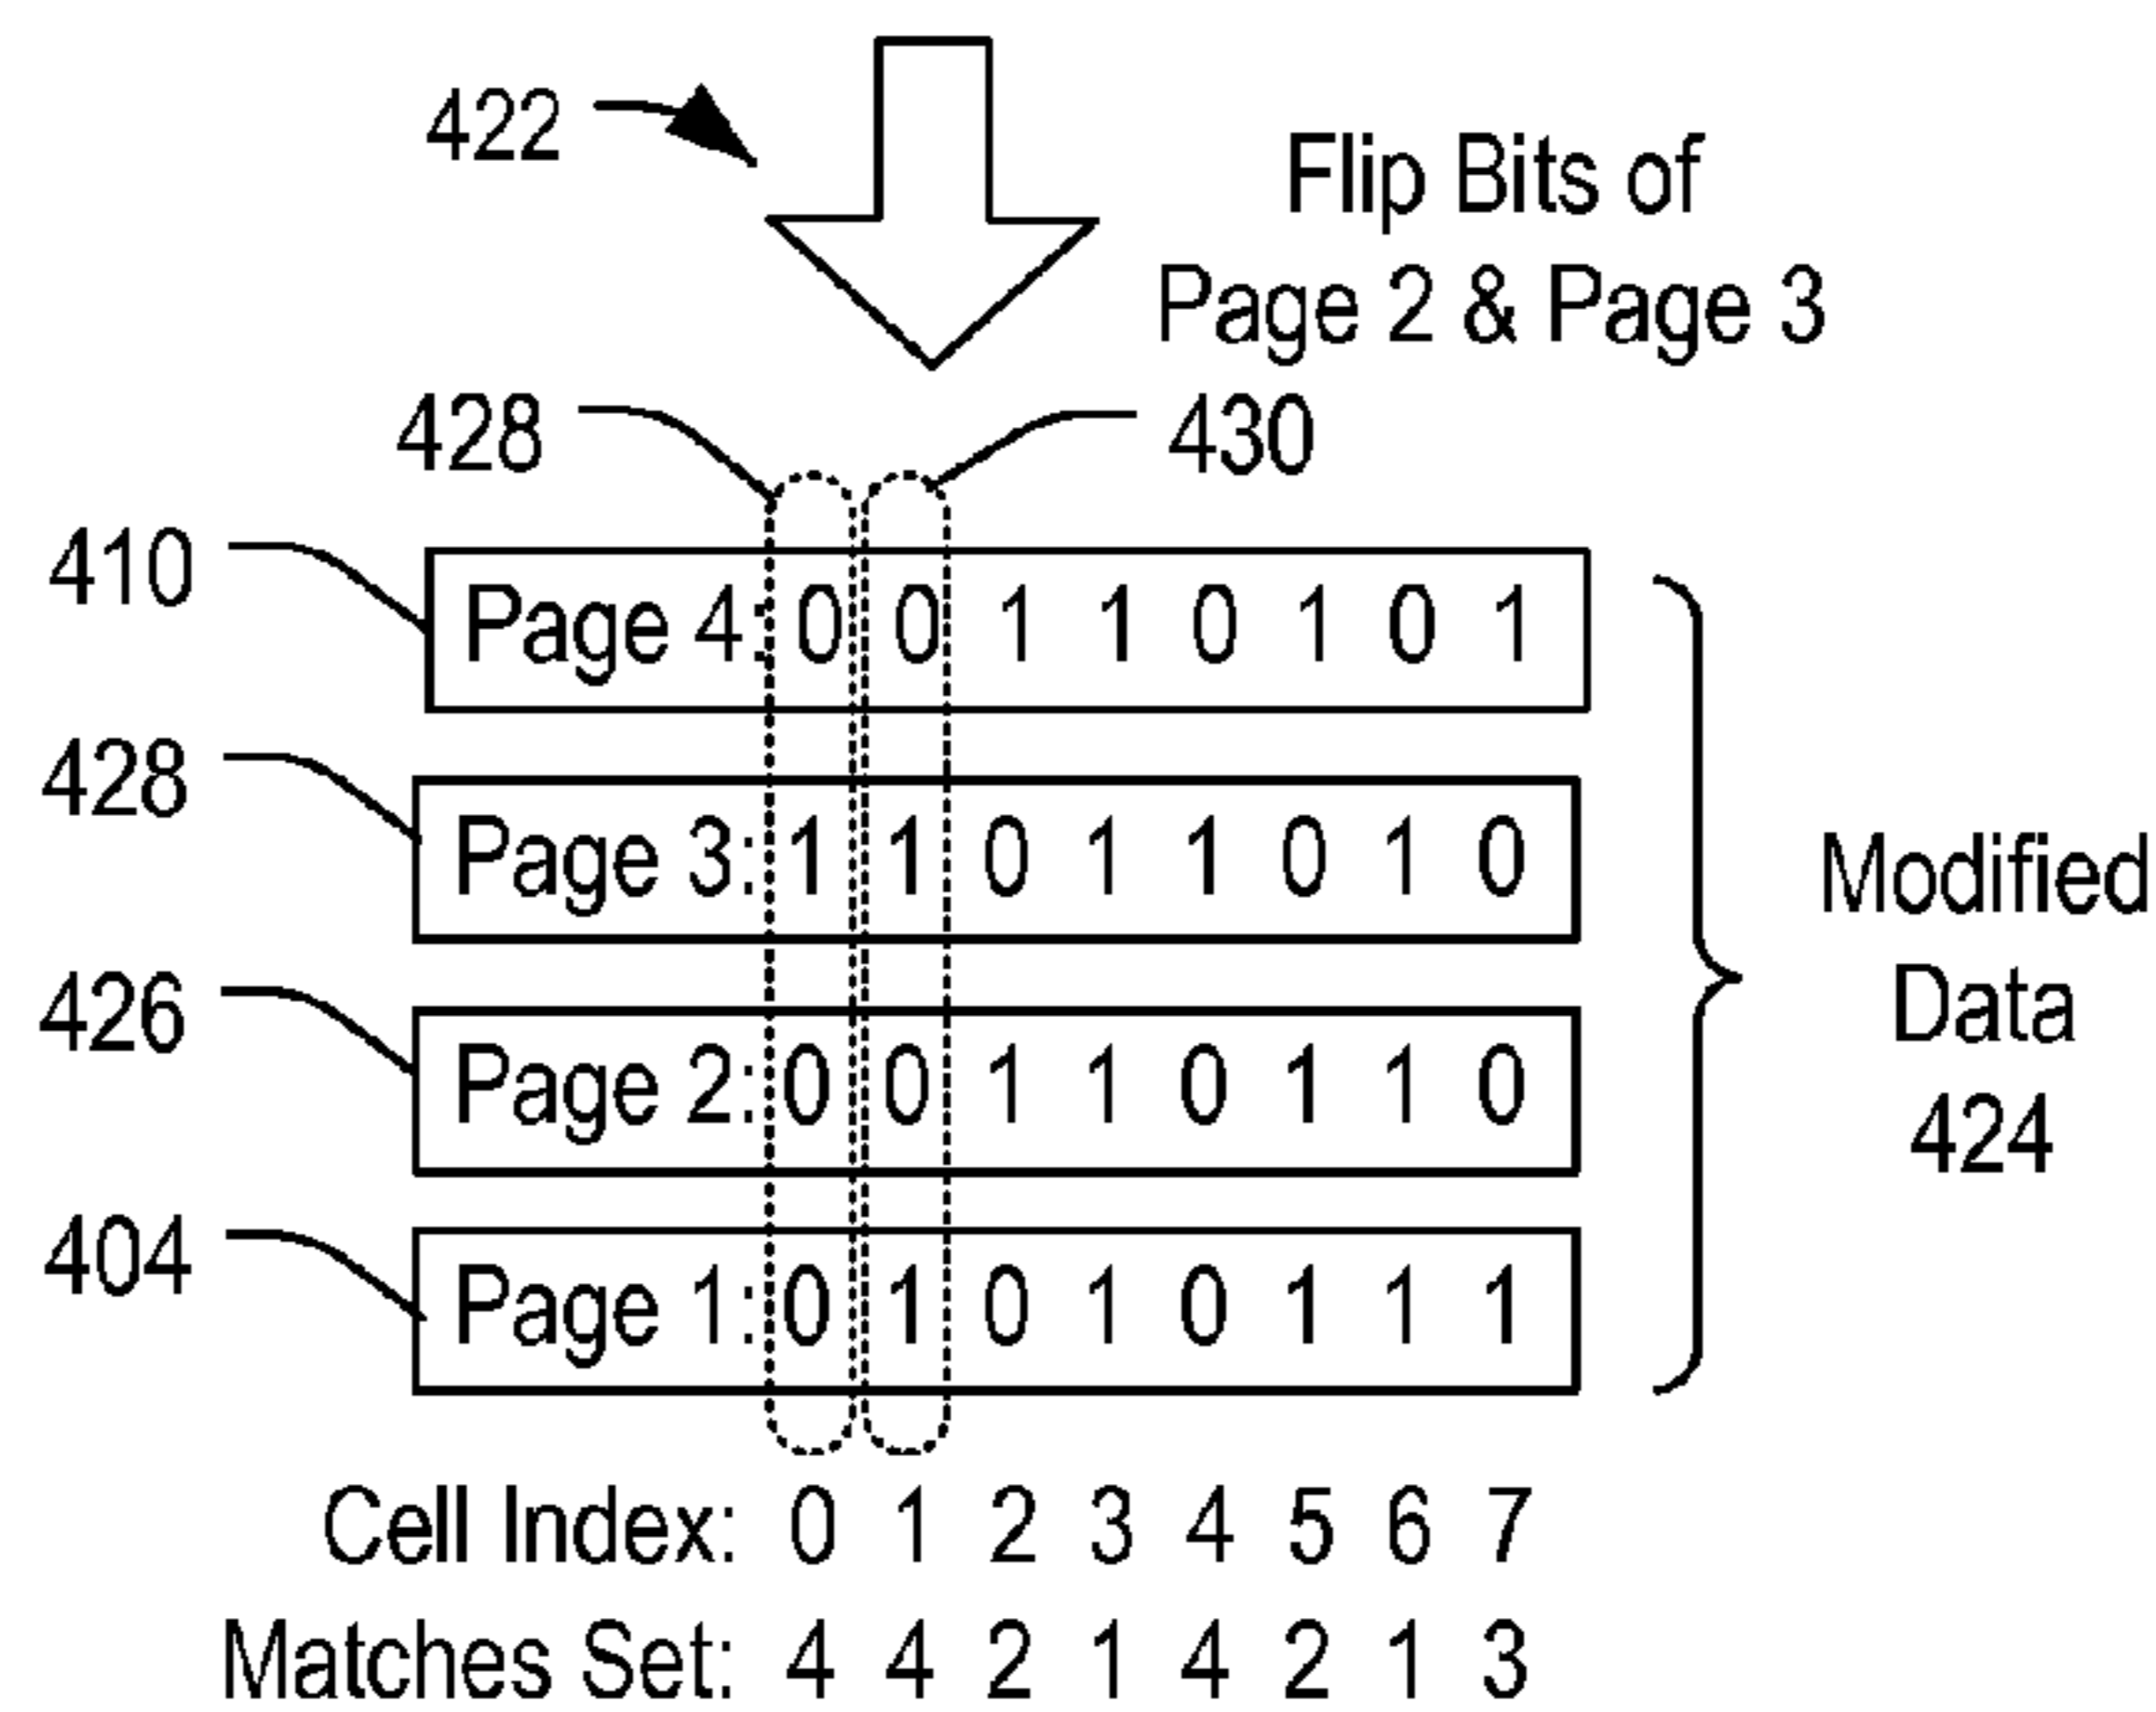 422
Flip Bits of
Page 2 & Page 3
428 430
410 Page 4: 0 0 1 1 0 1 0 1
428 Page 3: 1 1 0 1 1 0 1 0
426 Page 2: 0 0 1 1 0 1 1 0
404 Page 1: 0 1 0 1 0 1 1 1
Modified
Data
424
Cell Index: 0 1 2 3 4 5 6 7
Matches Set: 4 4 2 1 4 2 1 3